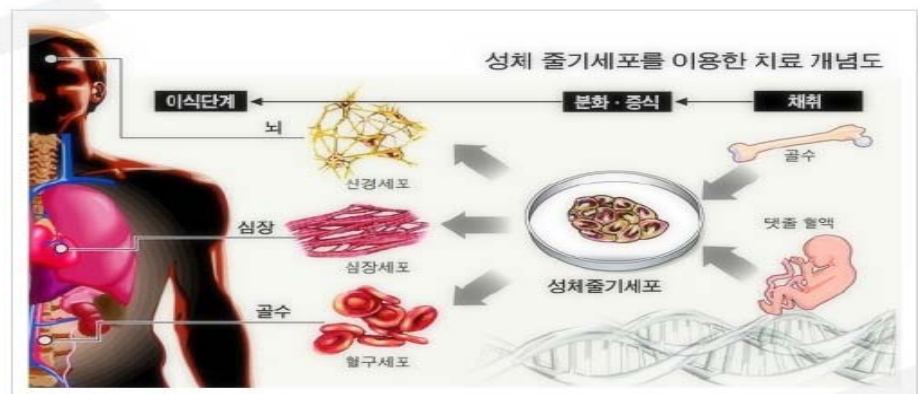 성체 줄기세포를 이용한 치료 개념도
이식단계 분화·증식 채취
뇌
골수
신경세포
댓줄 혈액
심장
심장세포
성체줄기세포
골수
혈구세포